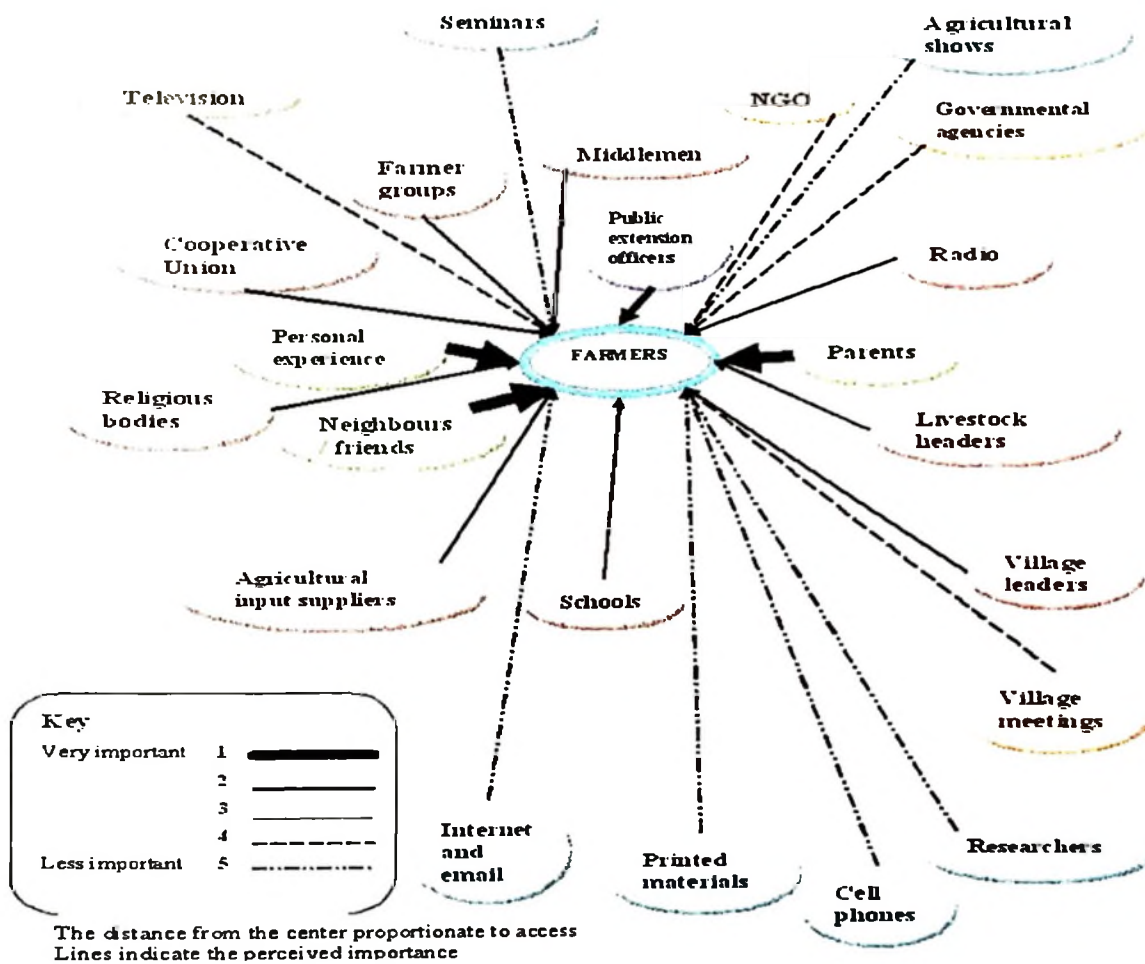 Seminars
Agricultural
shows
Television
NGO
Governmental
agencies
Farmer
groups
Middlemen
Public
extension
officers
Cooperative
Union
Radio
Personal
experience
FARMERS
Parents
Religious
bodies
Neighbours
friends
Livestock
headers
Agricultural
input suppliers
Schools
Village
leaders
Village
meetings
Key
Very important 1
2
3
4
Less important 5
Internet
and
email
Printed
materials
Cell
phones
Researchers
The distance from the center proportionate to access
Lines indicate the perceived importance